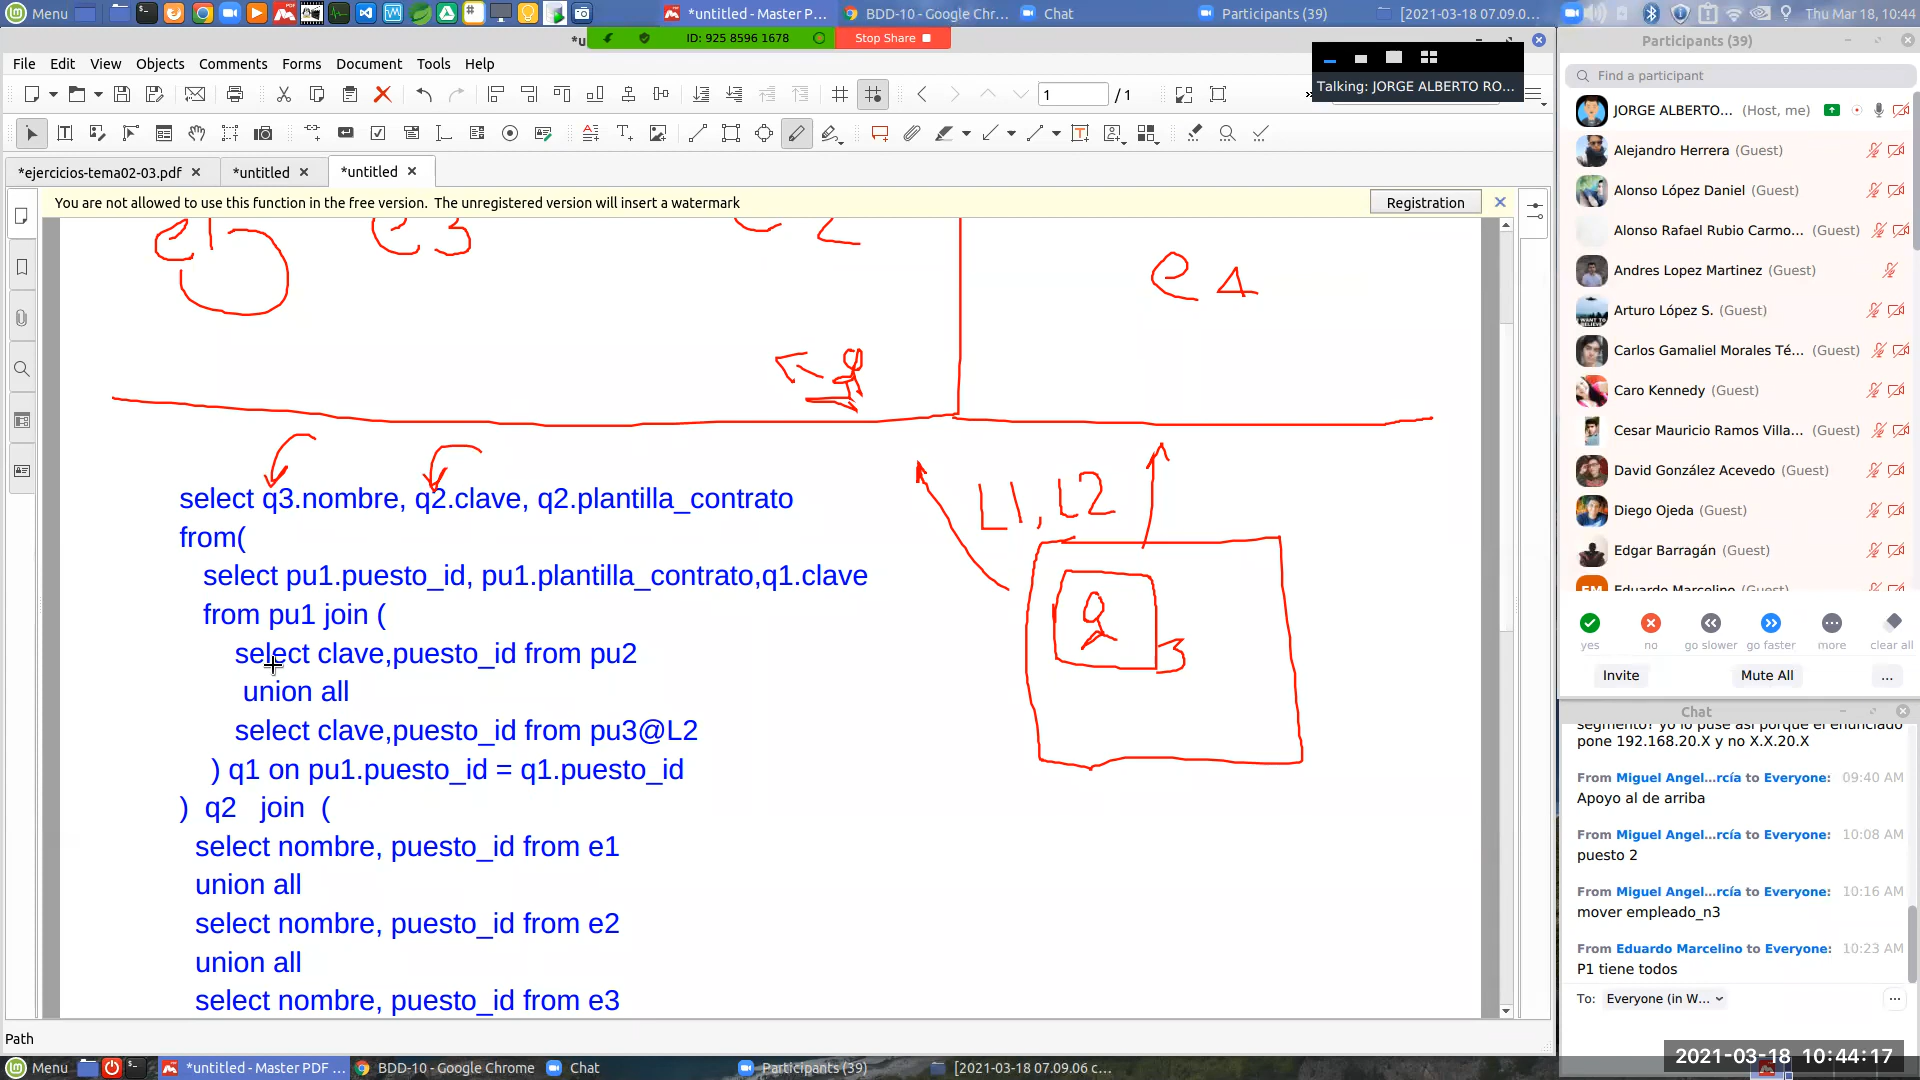 Menu
*untitled - Master P...
BDD-10 - Google Chr...
Chat
Participants (39)
[2021-03-18 07.09.0...
Thu Mar 18, 10:44
*u
ID: 925 8596 1678
Stop Share
File Edit View Objects Comments Forms Document Tools Help
Talking: JORGE ALBERTO RO...
1 / 1
*ejercicios-tema02-03.pdf
*untitled
*untitled
You are not allowed to use this function in the free version. The unregistered version will insert a watermark
Registration
e1 e3 e2
e4
q
select q3.nombre, q2.clave, q2.plantilla_contrato
from(
select pu1.puesto_id, pu1.plantilla_contrato,q1.clave
from pu1 join (
select clave,puesto_id from pu2
union all
select clave,puesto_id from pu3@L2
) q1 on pu1.puesto_id = q1.puesto_id
) q2 join (
select nombre, puesto_id from e1
union all
select nombre, puesto_id from e2
union all
select nombre, puesto_id from e3
L1, L2
Q
3
Path
Participants (39)
Find a participant
JORGE ALBERTO... (Host, me)
Alejandro Herrera (Guest)
Alonso López Daniel (Guest)
Alonso Rafael Rubio Carmo... (Guest)
Andres Lopez Martinez (Guest)
Arturo López S. (Guest)
Carlos Gamaliel Morales Té... (Guest)
Caro Kennedy (Guest)
Cesar Mauricio Ramos Villa... (Guest)
David González Acevedo (Guest)
Diego Ojeda (Guest)
Edgar Barragán (Guest)
EM Eduardo Marcelino (Guest)
yes no go slower go faster more clear all
Invite Mute All ...
Chat
segmento? yo lo puse asi porque el enunciado
pone 192.168.20.X y no X.X.20.X
From Miguel Angel...rcía to Everyone: 09:40 AM
Apoyo al de arriba
From Miguel Angel...rcía to Everyone: 10:08 AM
puesto 2
From Miguel Angel...rcía to Everyone: 10:16 AM
mover empleado_n3
From Eduardo Marcelino to Everyone: 10:23 AM
P1 tiene todos
To: Everyone (in W...
2021-03-18 10:44:17
Menu
*untitled - Master PDF ...
BDD-10 - Google Chrome
Chat
Participants (39)
[2021-03-18 07.09.06 c...